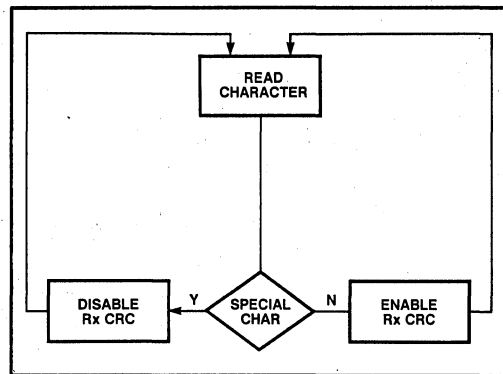 READ
CHARACTER
DISABLE
Rx CRC
Y
SPECIAL
CHAR
N
ENABLE
Rx CRC